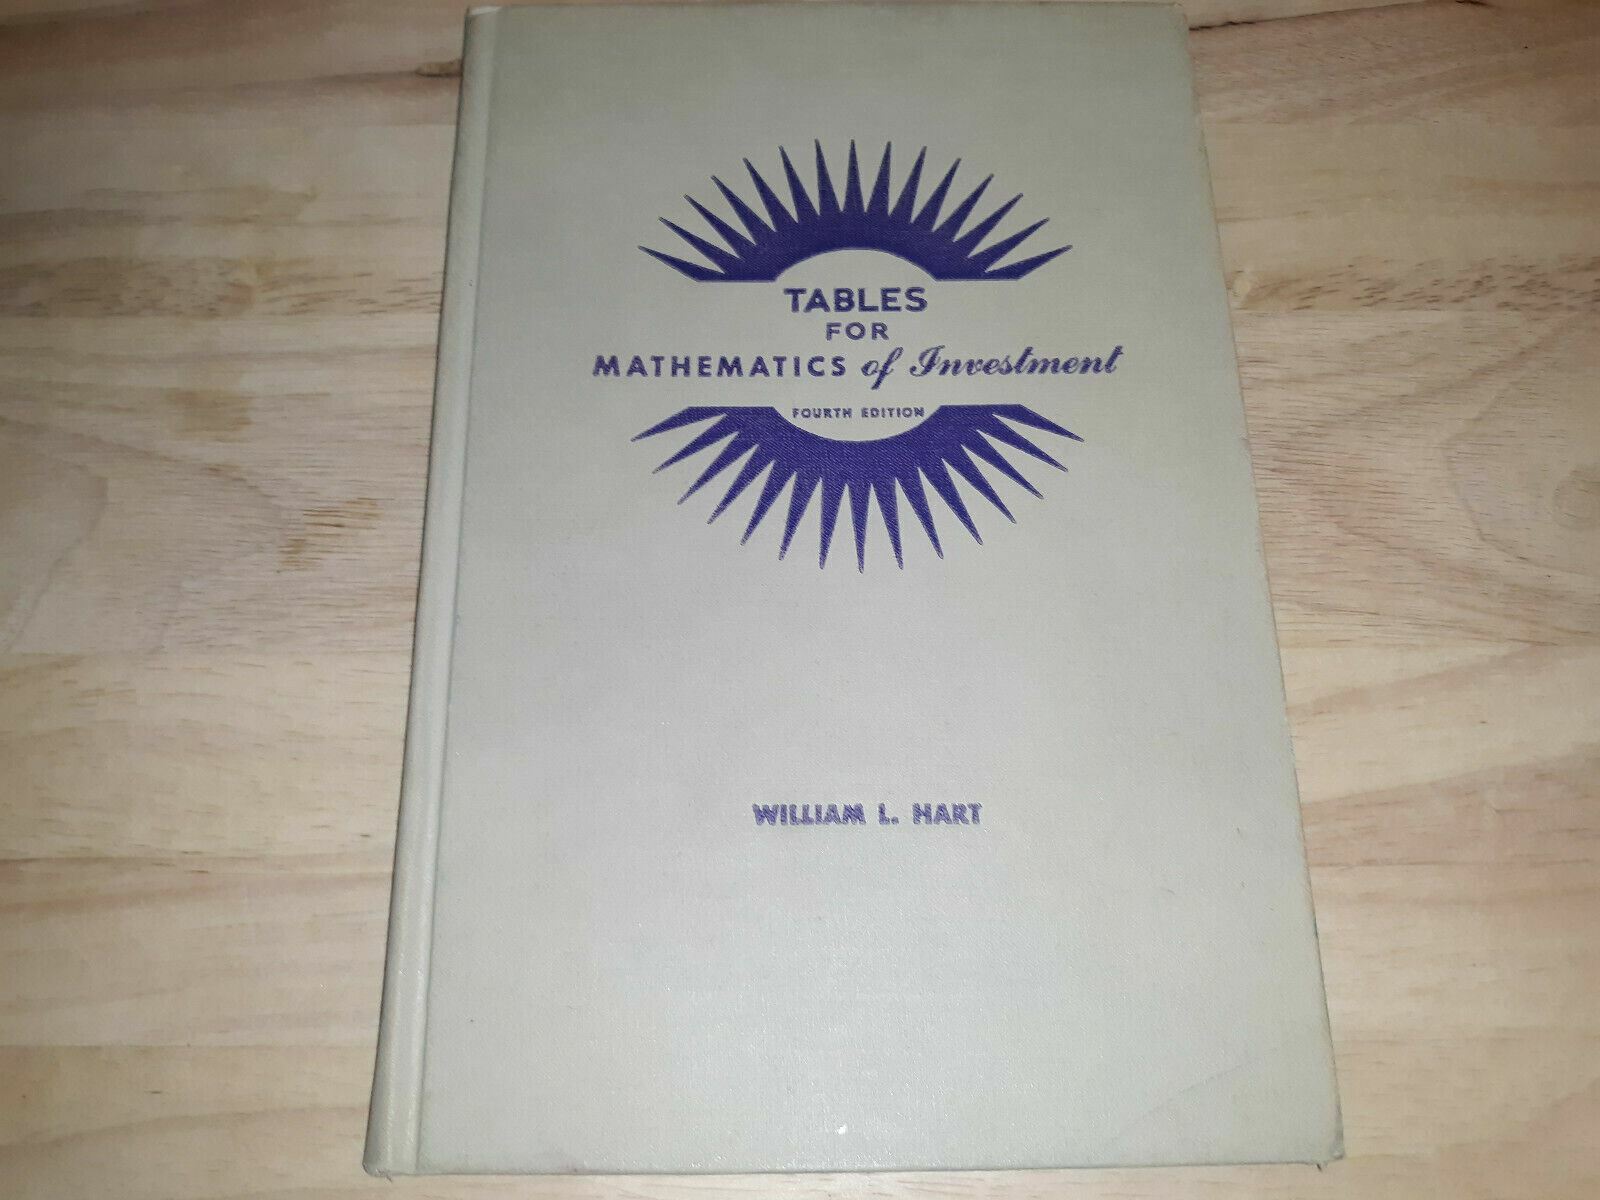 TABLES
FOR
MATHEMATICS of Investment
FOURTH EDITION
WILLIAM L. HART